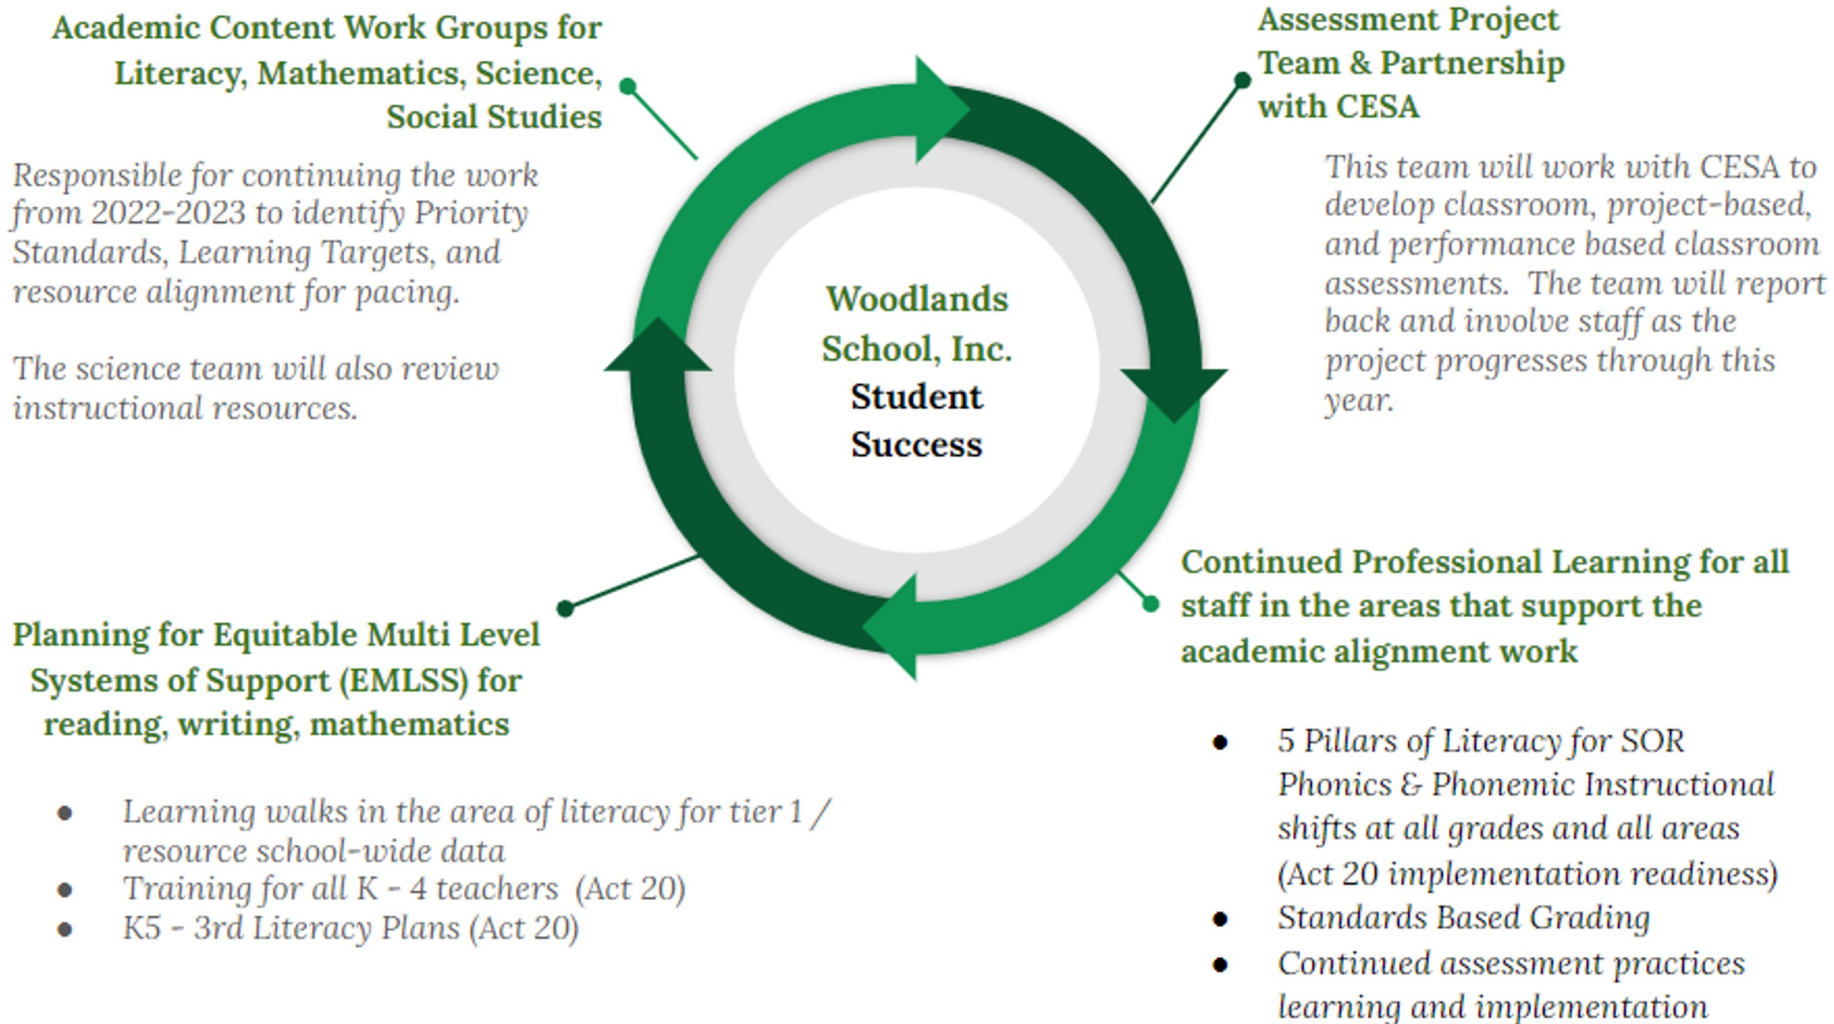 Academic Content Work Groups for
Literacy, Mathematics, Science,
Social Studies
Responsible for continuing the work
from 2022-2023 to identify Priority
Standards, Learning Targets, and
resource alignment for pacing.
The science team will also review
instructional resources.
Assessment Project
Team & Partnership
with CESA
This team will work with CESA to
develop classroom, project-based,
and performance based classroom
assessments.  The team will report
back and involve staff as the
project progresses through this
year.
Woodlands
School, Inc.
Student
Success
Planning for Equitable Multi Level
Systems of Support (EMLSS) for
reading, writing, mathematics
● Learning walks in the area of literacy for tier 1 /
resource school-wide data
● Training for all K - 4 teachers  (Act 20)
● K5 - 3rd Literacy Plans (Act 20)
Continued Professional Learning for all
staff in the areas that support the
academic alignment work
● 5 Pillars of Literacy for SOR
Phonics & Phonemic Instructional
shifts at all grades and all areas
(Act 20 implementation readiness)
● Standards Based Grading
● Continued assessment practices
learning and implementation